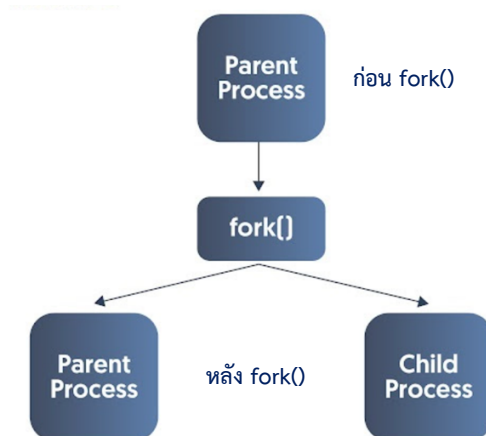 Parent
Process
ก่อน fork()
fork()
Parent
Process
หลัง fork()
Child
Process